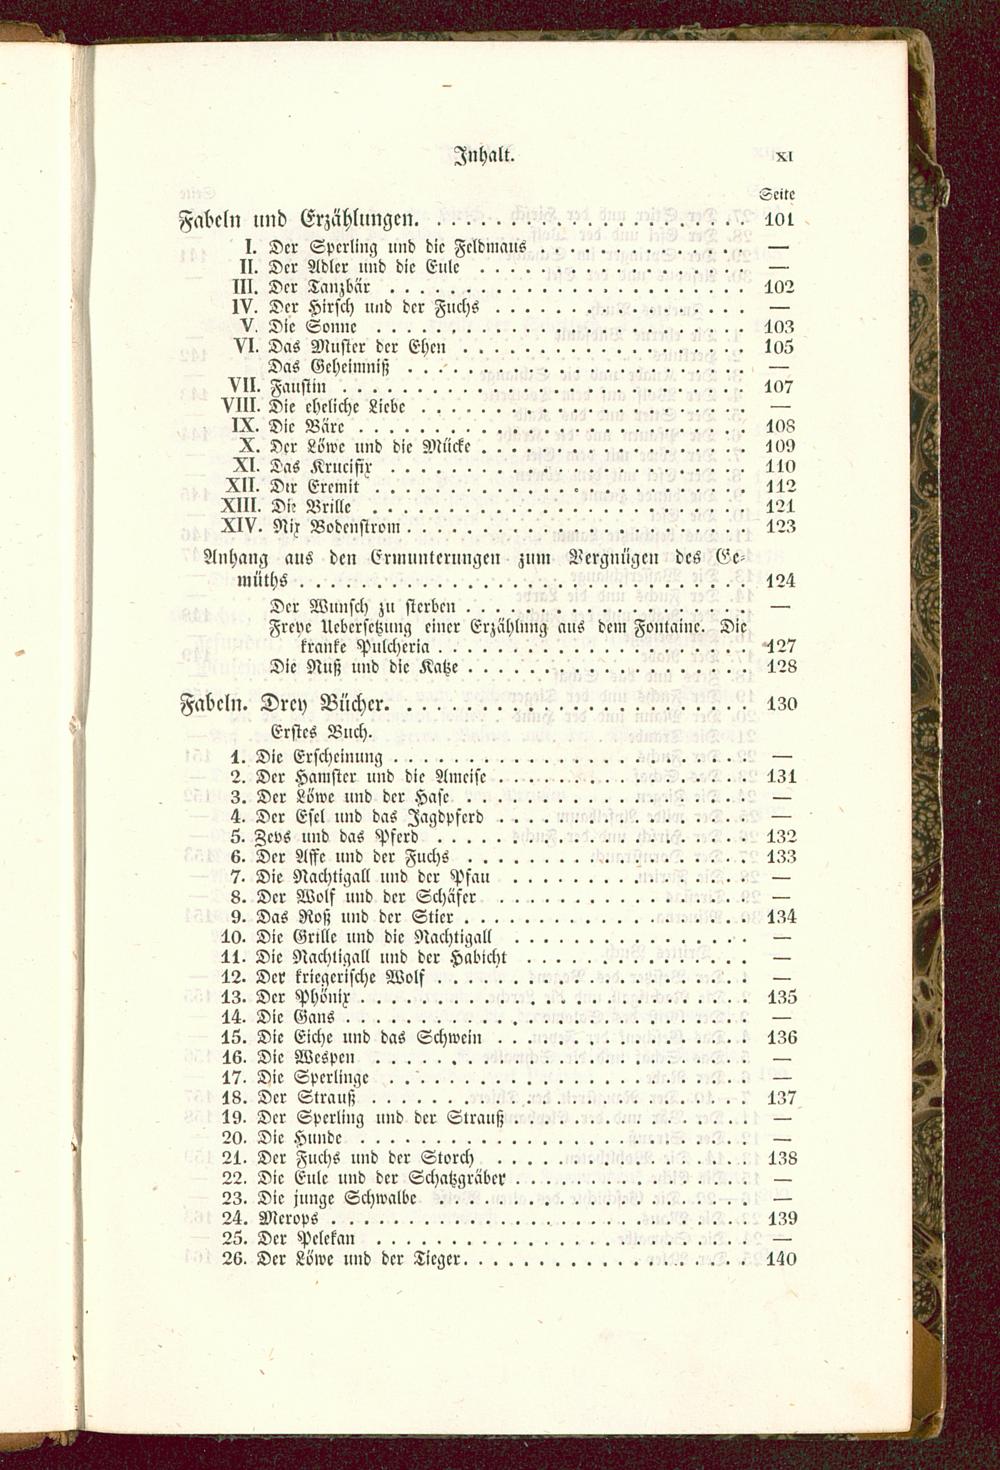 Inhalt. XI
Seite
Fabeln und Erzählungen. . . . . . . . . . . . . . . . 101
I. Der Sperling und die Feldmaus . . . . . . . . . . . —
II. Der Adler und die Eule . . . . . . . . . . . . . . —
III. Der Tanzbär . . . . . . . . . . . . . . . . . . 102
IV. Der Hirsch und der Fuchs . . . . . . . . . . . . . —
V. Die Sonne . . . . . . . . . . . . . . . . . . . 103
VI. Das Muster der Ehen . . . . . . . . . . . . . . . 105
Das Geheimniß . . . . . . . . . . . . . . . . . . —
VII. Faustin . . . . . . . . . . . . . . . . . . . . 107
VIII. Die eheliche Liebe . . . . . . . . . . . . . . . . —
IX. Die Bäre . . . . . . . . . . . . . . . . . . . . 108
X. Der Löwe und die Mücke . . . . . . . . . . . . . . 109
XI. Das Krucifix . . . . . . . . . . . . . . . . . . 110
XII. Der Eremit . . . . . . . . . . . . . . . . . . . 112
XIII. Die Brille . . . . . . . . . . . . . . . . . . . 121
XIV. Nix Bodenstrom . . . . . . . . . . . . . . . . . . 123
Anhang aus den Ermunterungen zum Vergnügen des Ge-
müths . . . . . . . . . . . . . . . . . . . . . . . 124
Der Wunsch zu sterben . . . . . . . . . . . . . . . —
Freye Uebersetzung einer Erzählung aus dem Fontaine. Die
kranke Pulcheria . . . . . . . . . . . . . . . . 127
Die Nuß und die Katze . . . . . . . . . . . . . . . 128
Fabeln. Drey Bücher. . . . . . . . . . . . . . . . . . 130
Erstes Buch.
1. Die Erscheinung . . . . . . . . . . . . . . . . . . —
2. Der Hamster und die Ameise . . . . . . . . . . . . . 131
3. Der Löwe und der Hase . . . . . . . . . . . . . . . —
4. Der Esel und das Jagdpferd . . . . . . . . . . . . . —
5. Zevs und das Pferd . . . . . . . . . . . . . . . . 132
6. Der Affe und der Fuchs . . . . . . . . . . . . . . . 133
7. Die Nachtigall und der Pfau . . . . . . . . . . . . —
8. Der Wolf und der Schäfer . . . . . . . . . . . . . —
9. Das Roß und der Stier . . . . . . . . . . . . . . . 134
10. Die Grille und die Nachtigall . . . . . . . . . . . . —
11. Die Nachtigall und der Habicht . . . . . . . . . . . —
12. Der kriegerische Wolf . . . . . . . . . . . . . . . . —
13. Der Phönix . . . . . . . . . . . . . . . . . . . . 135
14. Die Gans . . . . . . . . . . . . . . . . . . . . . —
15. Die Eiche und das Schwein . . . . . . . . . . . . . 136
16. Die Wespen . . . . . . . . . . . . . . . . . . . . —
17. Die Sperlinge . . . . . . . . . . . . . . . . . . . —
18. Der Strauß . . . . . . . . . . . . . . . . . . . . 137
19. Der Sperling und der Strauß . . . . . . . . . . . . —
20. Die Hunde . . . . . . . . . . . . . . . . . . . . —
21. Der Fuchs und der Storch . . . . . . . . . . . . . 138
22. Die Eule und der Schatzgräber . . . . . . . . . . . . —
23. Die junge Schwalbe . . . . . . . . . . . . . . . . —
24. Merops . . . . . . . . . . . . . . . . . . . . . . 139
25. Der Pelekan . . . . . . . . . . . . . . . . . . . —
26. Der Löwe und der Tieger . . . . . . . . . . . . . . 140